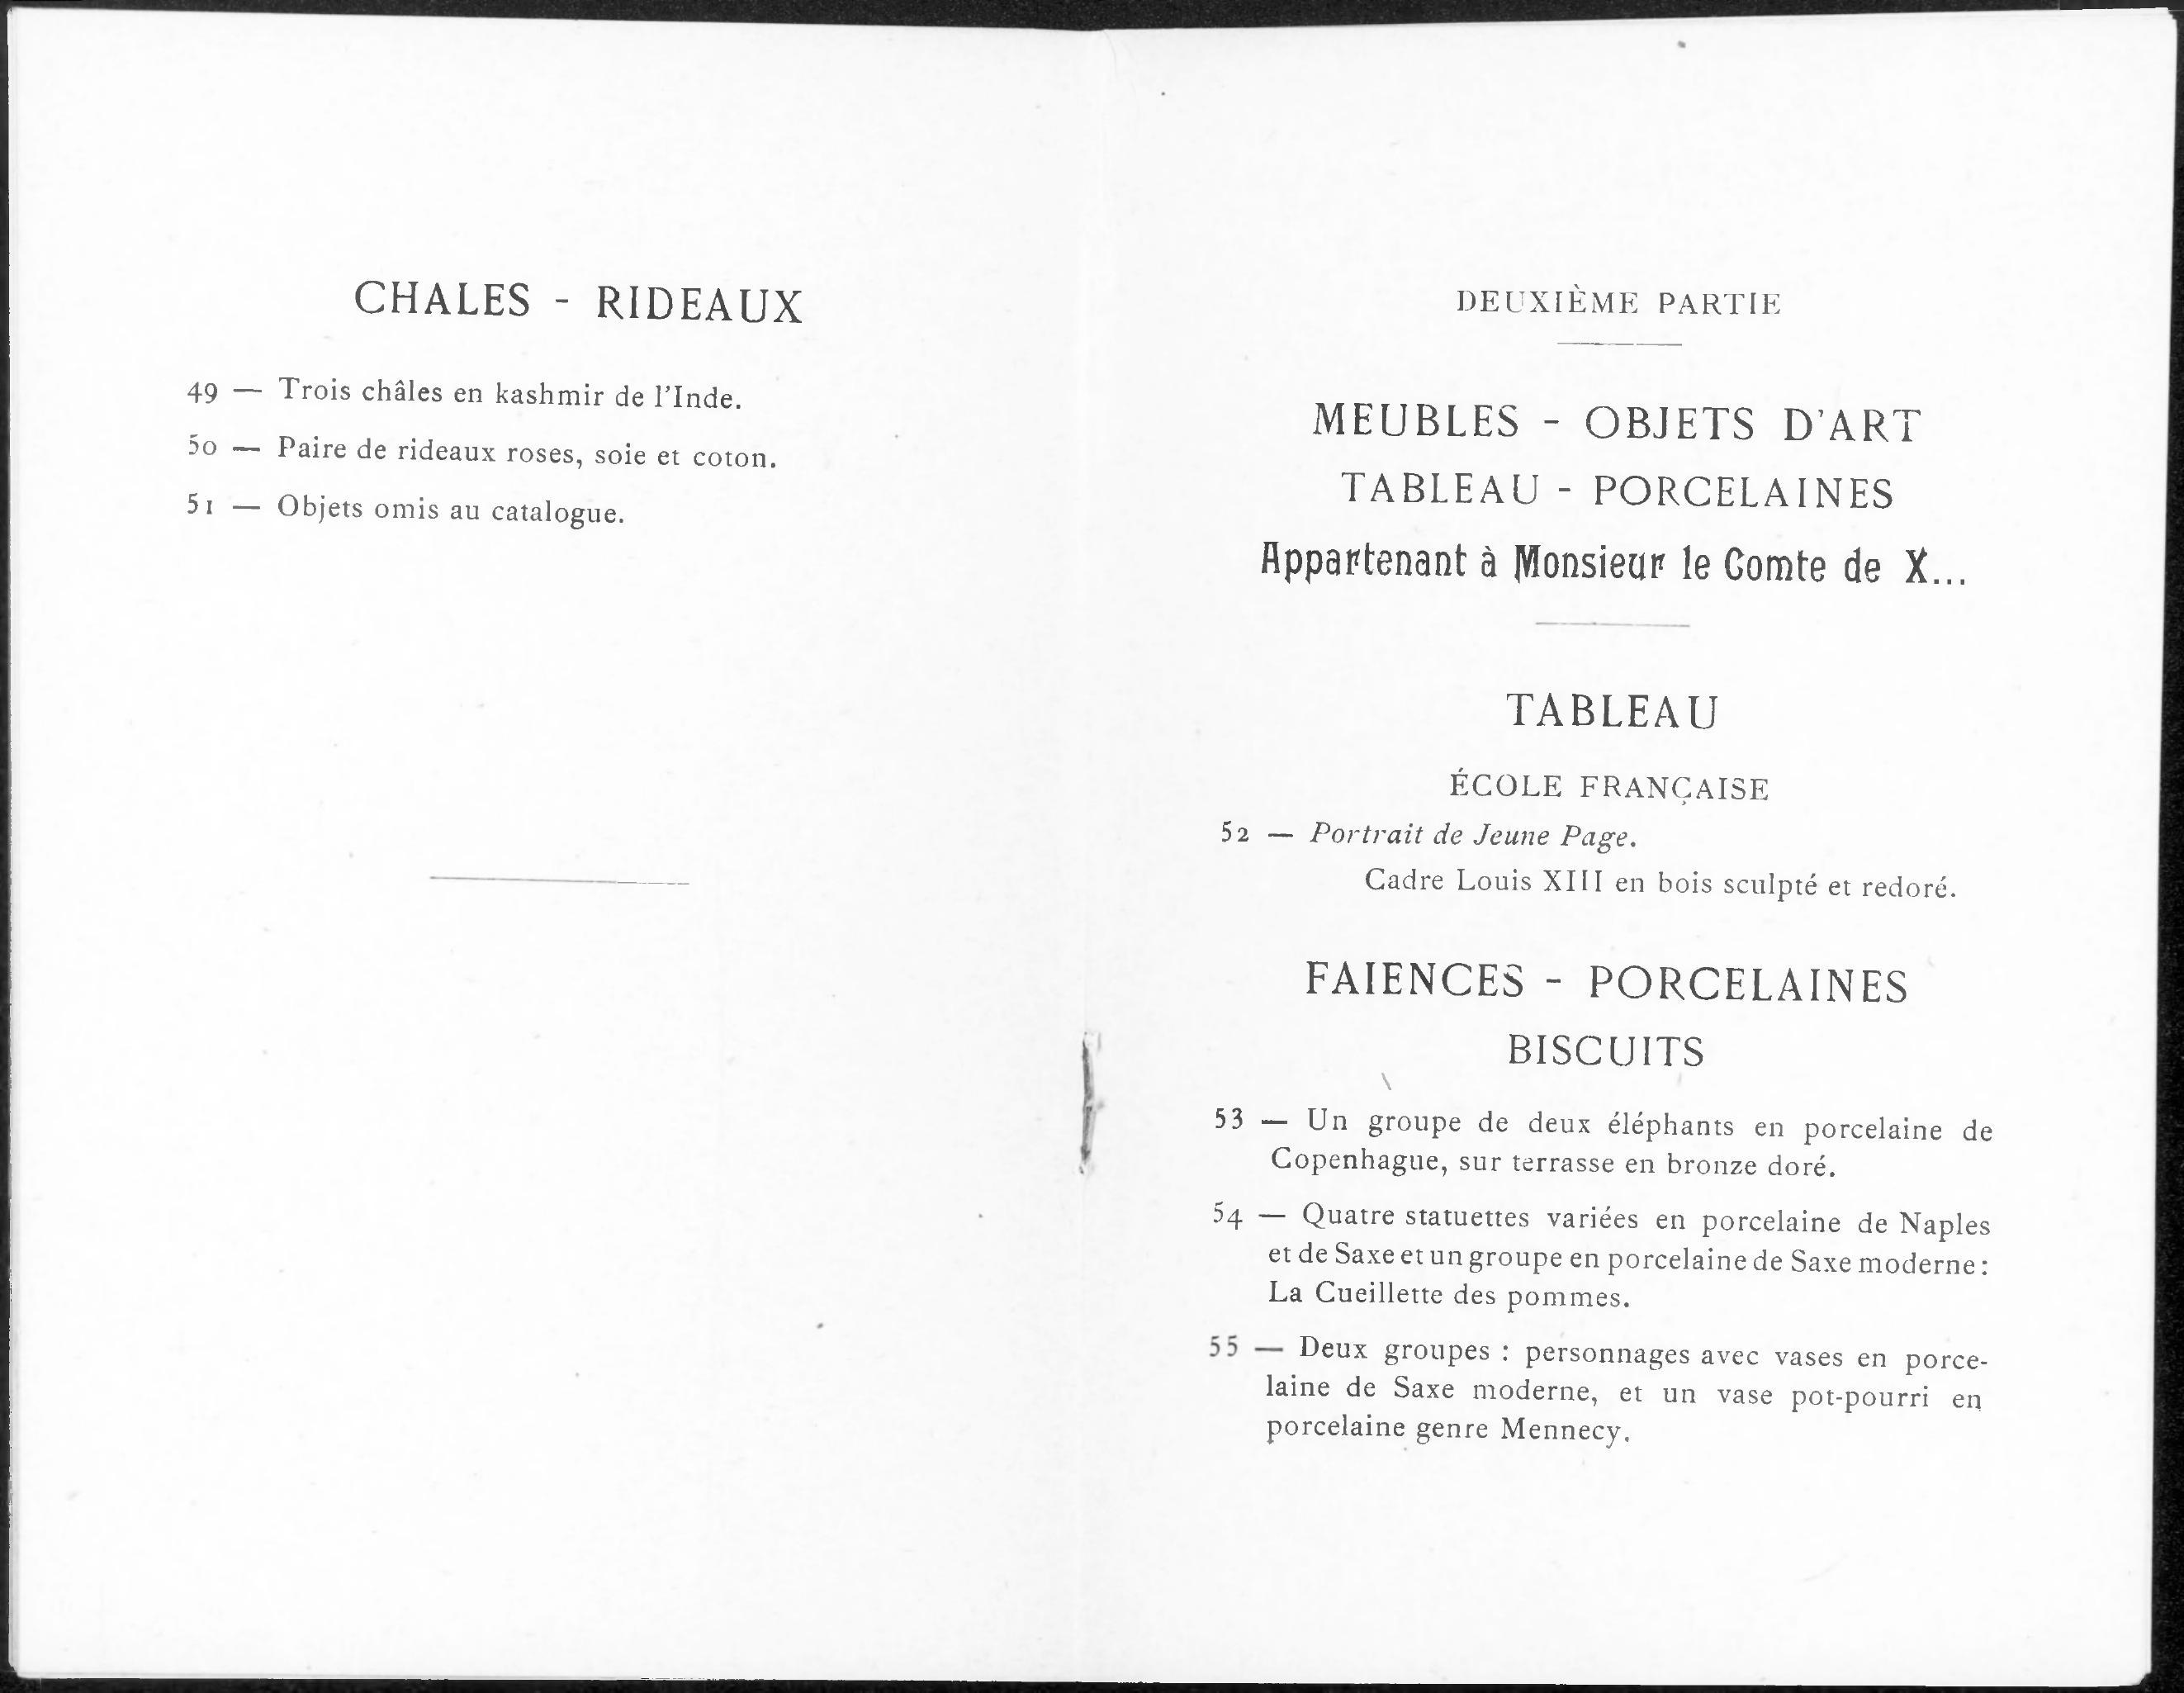 CHALES - RIDEAUX
49 — Trois châles en kashmir de l'Inde.
50 — Paire de rideaux roses, soie et coton.
51 — Objets omis au catalogue.
DEUXIÈME PARTIE
MEUBLES - OBJETS D'ART
TABLEAU - PORCELAINES
Appartenant à Monsieur le Comte de X...
TABLEAU
ÉCOLE FRANÇAISE
52 — Portrait de Jeune Page.
Cadre Louis XIII en bois sculpté et redoré.
FAIENCES - PORCELAINES
BISCUITS
53 — Un groupe de deux éléphants en porcelaine de
Copenhague, sur terrasse en bronze doré.
54 — Quatre statuettes variées en porcelaine de Naples
et de Saxe et un groupe en porcelaine de Saxe moderne :
La Cueillette des pommes.
55 — Deux groupes : personnages avec vases en porce-
laine de Saxe moderne, et un vase pot-pourri en
porcelaine genre Mennecy.